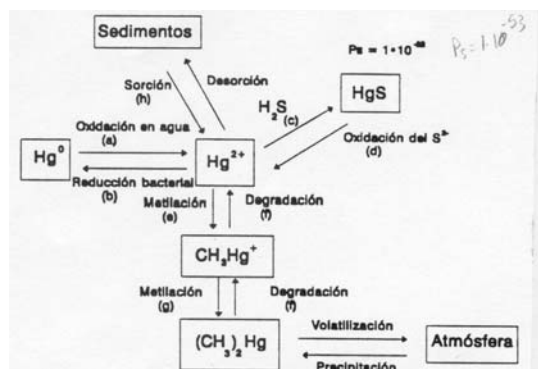 Sedimentos
Ps = 1·10
Ps = 1·10⁻⁵³
Sorción
(h)
Desorción
H₂S
(c)
HgS
Oxidación en agua
(a)
Hg⁰
Hg²⁺
Oxidación del S²⁻
(d)
Reducción bacterial
(b)
Metilación
(e)
Degradación
(f)
CH₃Hg⁺
Metilación
(g)
Degradación
(f)
(CH₃)₂Hg
Volatilización
Atmósfera
Precipitación